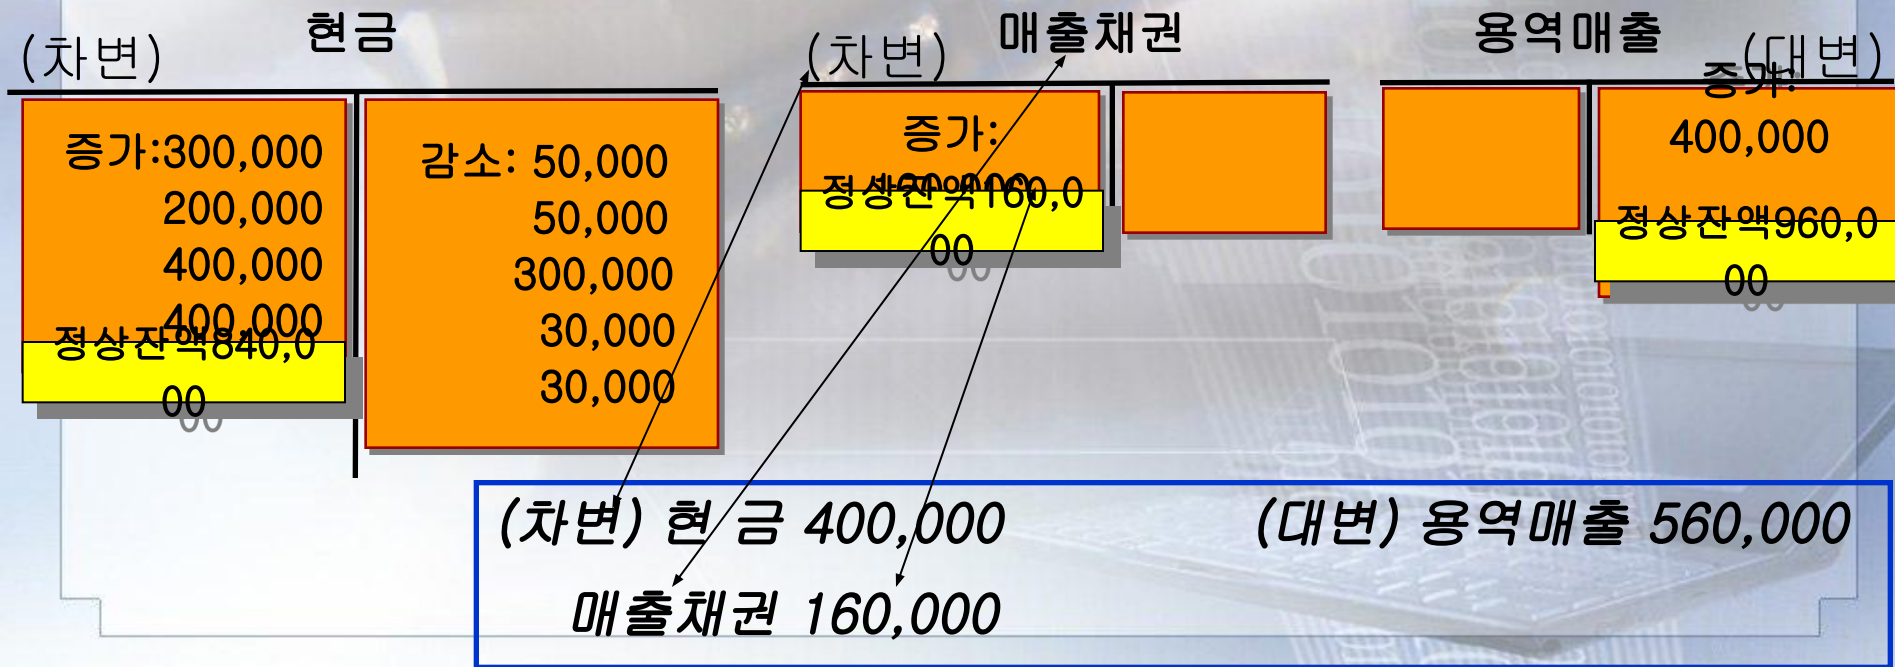 현금
(차변)
증가:300,000
200,000
400,000
400,000
정상잔액840,0
00
감소: 50,000
50,000
300,000
30,000
30,000
매출채권
(차변)
증가:
정상잔액160,0
00
용역매출
(대변)
증가:
400,000
정상잔액960,0
00
(차변) 현 금 400,000
(대변) 용역매출 560,000
매출채권 160,000